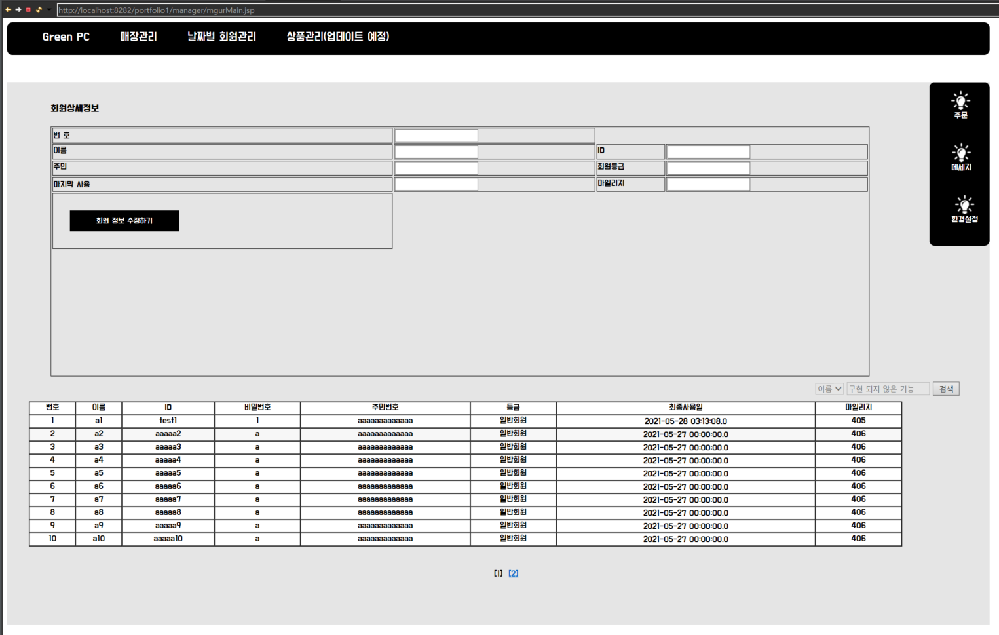 http://localhost:8282/portfolio1/manager/mgurMain.jsp
Green PC 매장관리 날짜별 회원관리 상품관리(업데이트 예정)
주문
메세지
환경설정
회원상세정보
번 호
이름 ID
주민 회원등급
마지막 사용 마일리지
회원 정보 수정하기
이름 구현 되지 않은 기능 검색
번호 이름 ID 비밀번호 주민번호 등급 최종사용일 마일리지
1 a1 test1 1 aaaaaaaaaaaaa 일반회원 2021-05-28 03:13:08.0 405
2 a2 aaaaa2 a aaaaaaaaaaaaa 일반회원 2021-05-27 00:00:00.0 406
3 a3 aaaaa3 a aaaaaaaaaaaaa 일반회원 2021-05-27 00:00:00.0 406
4 a4 aaaaa4 a aaaaaaaaaaaaa 일반회원 2021-05-27 00:00:00.0 406
5 a5 aaaaa5 a aaaaaaaaaaaaa 일반회원 2021-05-27 00:00:00.0 406
6 a6 aaaaa6 a aaaaaaaaaaaaa 일반회원 2021-05-27 00:00:00.0 406
7 a7 aaaaa7 a aaaaaaaaaaaaa 일반회원 2021-05-27 00:00:00.0 406
8 a8 aaaaa8 a aaaaaaaaaaaaa 일반회원 2021-05-27 00:00:00.0 406
9 a9 aaaaa9 a aaaaaaaaaaaaa 일반회원 2021-05-27 00:00:00.0 406
10 a10 aaaaa10 a aaaaaaaaaaaaa 일반회원 2021-05-27 00:00:00.0 406
[1] [2]